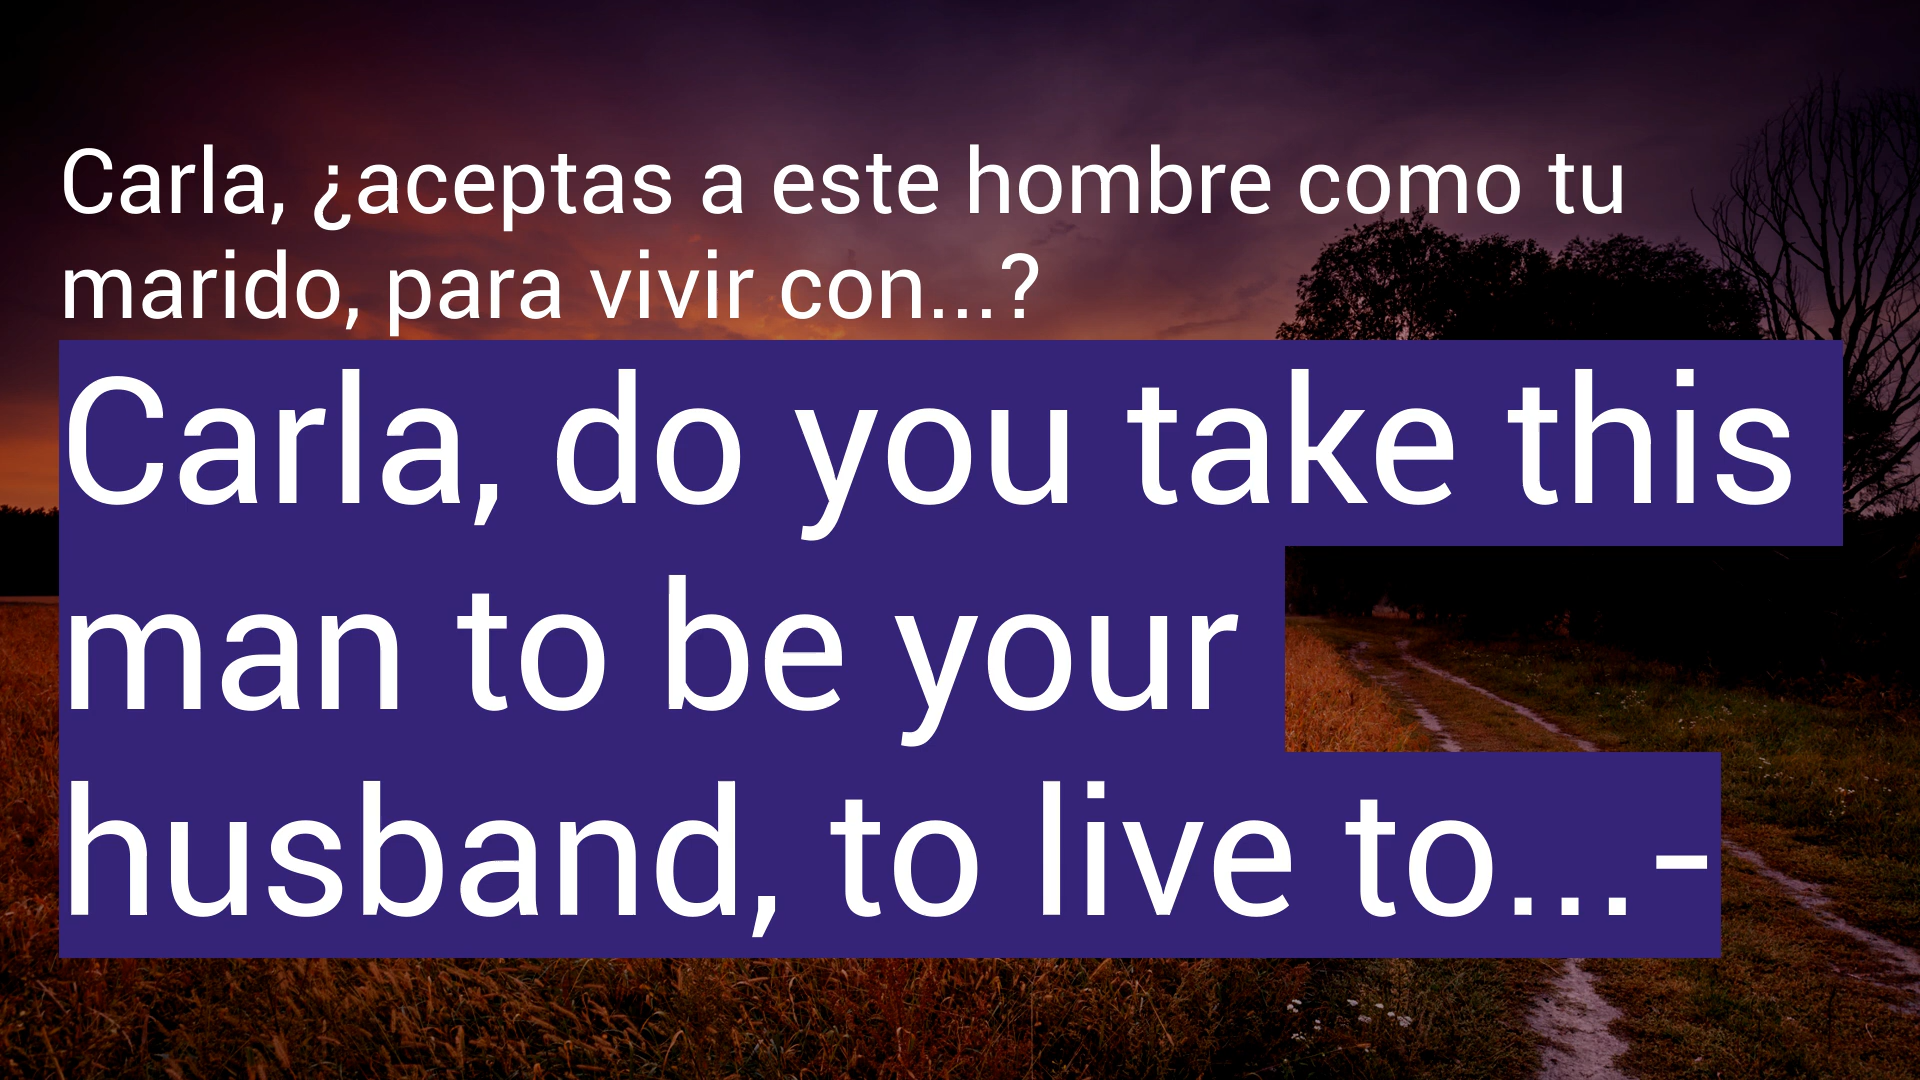 Carla, ¿aceptas a este hombre como tu
marido, para vivir con...?
Carla, do you take this
man to be your
husband, to live to...-